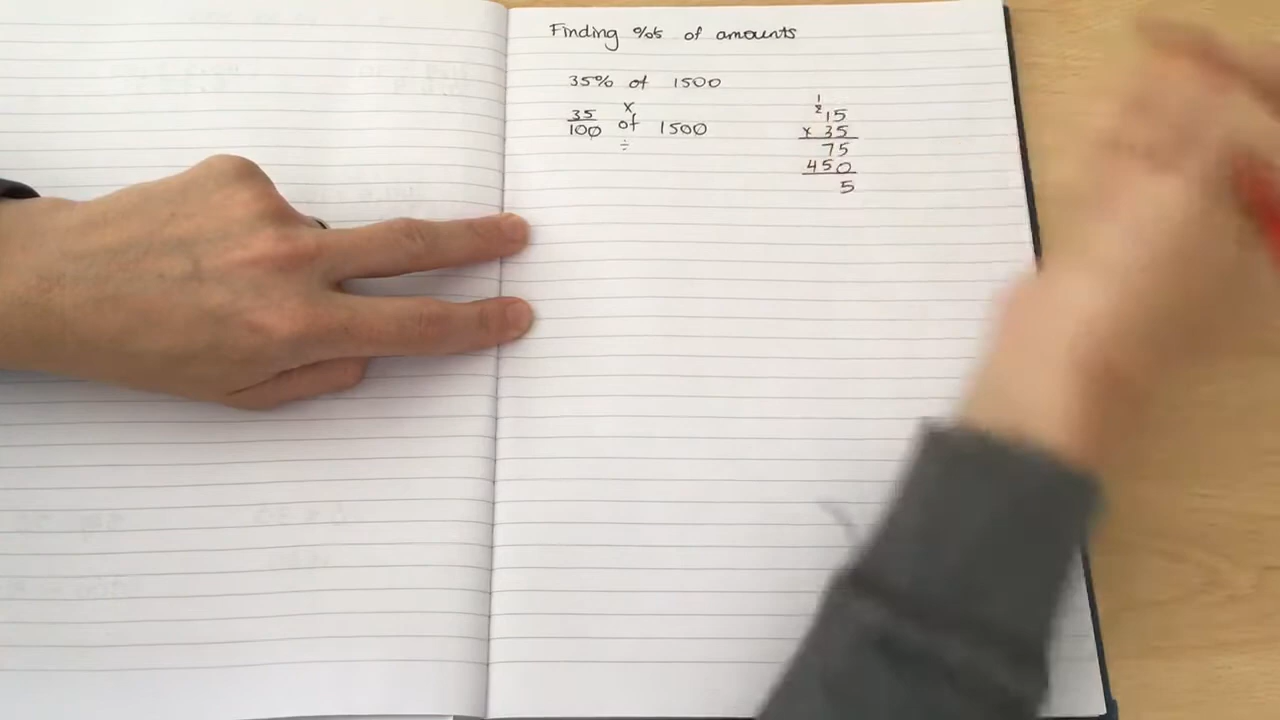 Finding %'s of amounts
35% of 1500
35
100
x
of
÷
1500
1
2
15
x 35
75
450
5